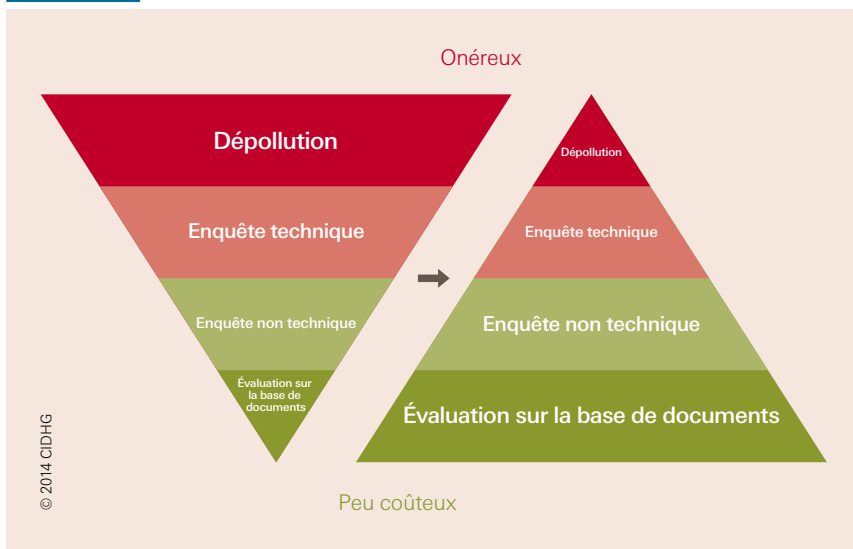 Onéreux
Dépollution
Enquête technique
Enquête non technique
Évaluation sur
la base de
documents
Dépollution
Enquête technique
Enquête non technique
Évaluation sur la base de documents
Peu coûteux
© 2014 CIDHG